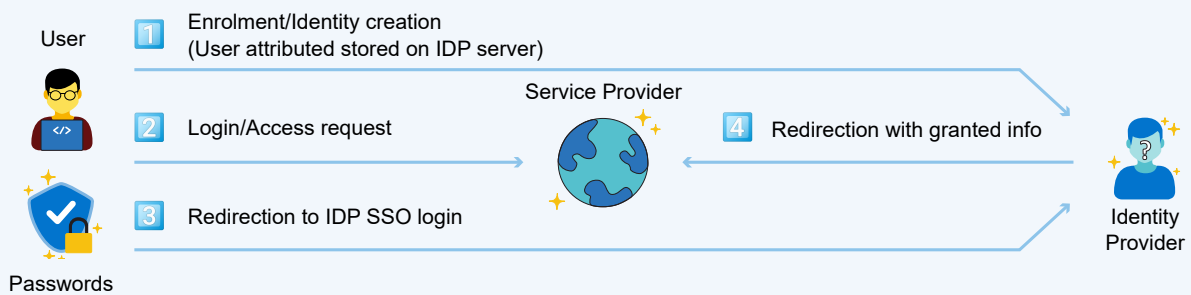 User
1
Enrolment/Identity creation
(User attributed stored on IDP server)
</>
Service Provider
2
Login/Access request
4
Redirection with granted info
?
3
Redirection to IDP SSO login
Identity
Provider
Passwords